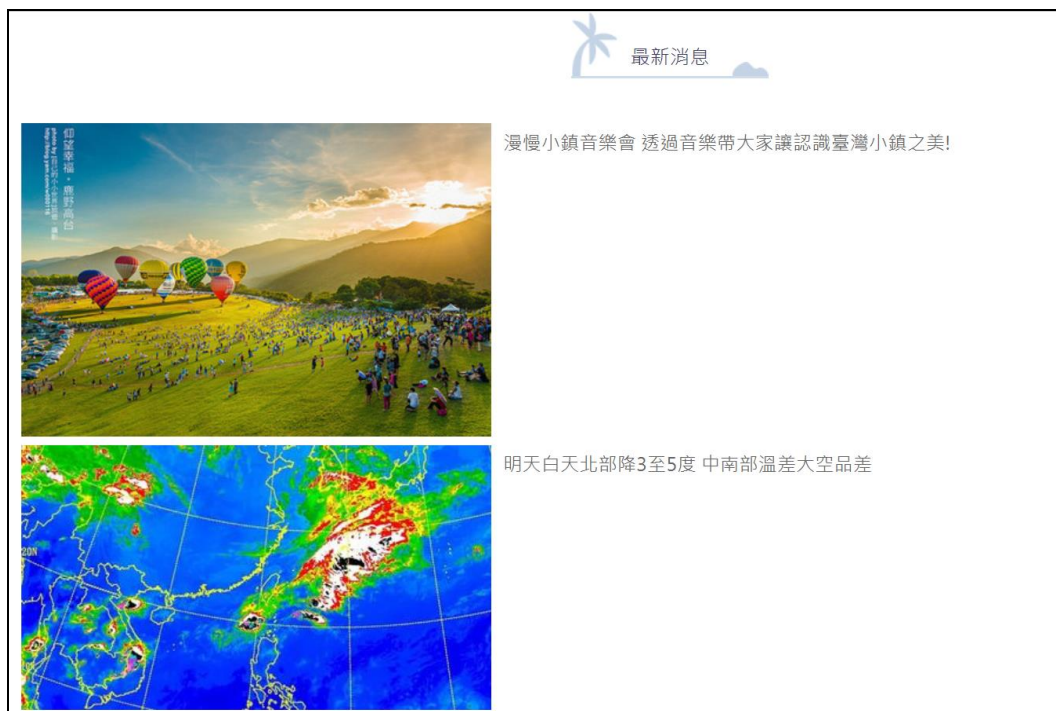 最新消息
仰望幸福・鹿野高台
漫慢小鎮音樂會 透過音樂帶大家讓認識臺灣小鎮之美!
明天白天北部降3至5度 中南部溫差大空品差
20N